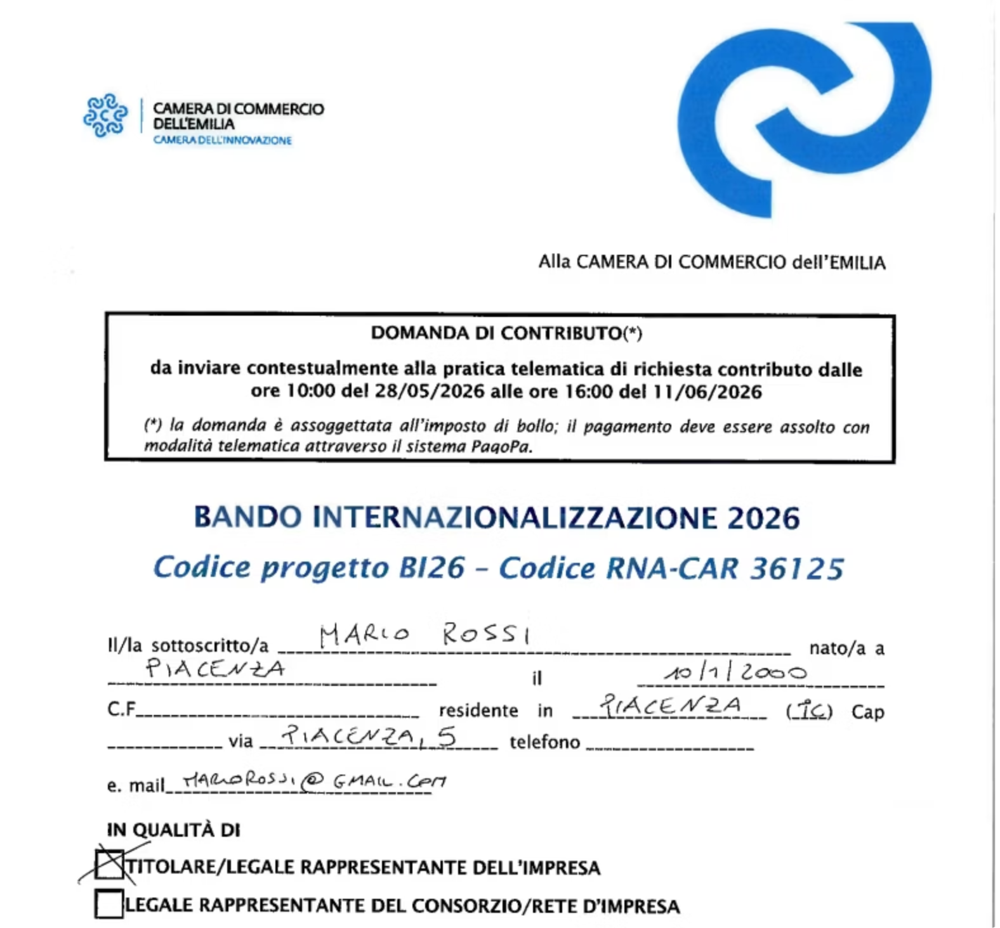 CAMERA DI COMMERCIO
DELL'EMILIA
CAMERA DELL'INNOVAZIONE
Alla CAMERA DI COMMERCIO dell'EMILIA
DOMANDA DI CONTRIBUTO(*)
da inviare contestualmente alla pratica telematica di richiesta contributo dalle
ore 10:00 del 28/05/2026 alle ore 16:00 del 11/06/2026
(*) la domanda è assoggettata all'imposto di bollo; il pagamento deve essere assolto con
modalità telematica attraverso il sistema PagoPa.
BANDO INTERNAZIONALIZZAZIONE 2026
Codice progetto BI26 – Codice RNA-CAR 36125
Il/la sottoscritto/a MARIO ROSSI nato/a a
PIACENZA il 10/1/2000
C.F. residente in PIACENZA (PC) Cap
via PIACENZA, 5 telefono
e. mail MARIOROSSI@GMAIL.COM
IN QUALITÀ DI
TITOLARE/LEGALE RAPPRESENTANTE DELL'IMPRESA
LEGALE RAPPRESENTANTE DEL CONSORZIO/RETE D'IMPRESA